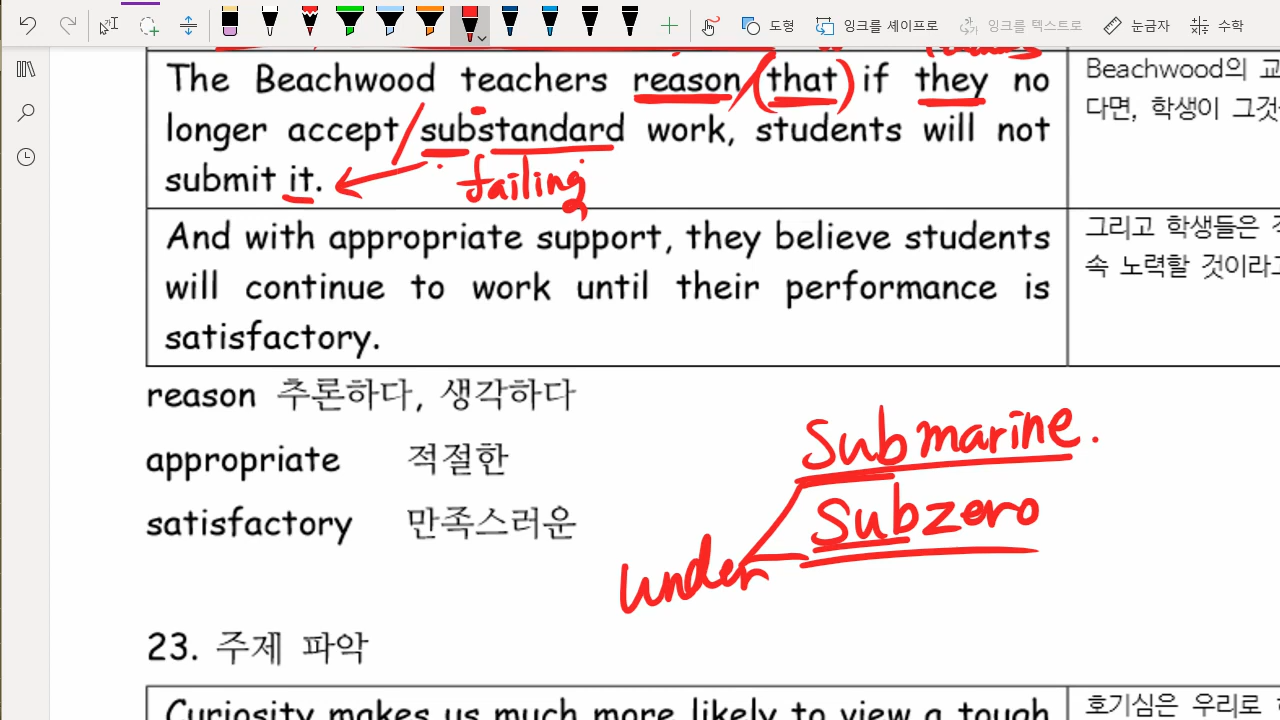 도형
잉크를 셰이프로
잉크를 텍스트로
눈금자
수학
The Beachwood teachers reason (that) if they no
longer accept substandard work, students will not
submit it.
failing
Beachwood의
다면, 학생이
And with appropriate support, they believe students
will continue to work until their performance is
satisfactory.
그리고 학생들은
속 노력할 것이라고
reason 추론하다, 생각하다
appropriate 적절한
satisfactory 만족스러운
Submarine.
Subzero
under
23. 주제 파악
Curiosity makes us much more likely to view a tough
호기심은 우리로